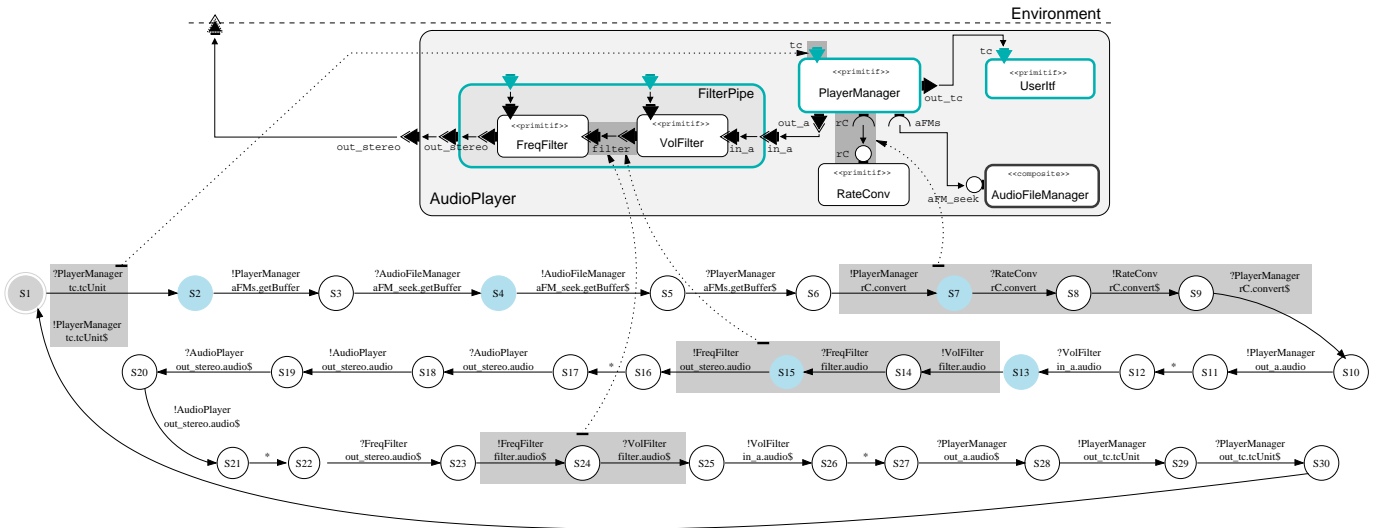 Environment
tc
tc
<<primitif>>
PlayerManager
<<primitif>>
UserItf
out_tc
FilterPipe
<<primitif>>
FreqFilter
filter
<<primitif>>
VolFilter
out_a
rC
aFMs
out_stereo
out_stereo
in_a
in_a
rC
<<primitif>>
RateConv
<<composite>>
AudioFileManager
aFM_seek
AudioPlayer
S1
?PlayerManager
tc.tcUnit
!PlayerManager
tc.tcUnit$
S2
!PlayerManager
aFMs.getBuffer
S3
?AudioFileManager
aFM_seek.getBuffer
S4
!AudioFileManager
aFM_seek.getBuffer$
S5
?PlayerManager
aFMs.getBuffer$
S6
!PlayerManager
rC.convert
S7
?RateConv
rC.convert
S8
!RateConv
rC.convert$
S9
?PlayerManager
rC.convert$
S10
!PlayerManager
out_a.audio
S11
*
S12
?VolFilter
in_a.audio
S13
!VolFilter
filter.audio
S14
?FreqFilter
filter.audio
S15
!FreqFilter
out_stereo.audio
S16
*
S17
?AudioPlayer
out_stereo.audio
S18
!AudioPlayer
out_stereo.audio
S19
?AudioPlayer
out_stereo.audio$
S20
!AudioPlayer
out_stereo.audio$
S21
*
S22
?FreqFilter
out_stereo.audio$
S23
!FreqFilter
filter.audio$
S24
?VolFilter
filter.audio$
S25
!VolFilter
in_a.audio$
S26
*
S27
?PlayerManager
out_a.audio$
S28
!PlayerManager
out_tc.tcUnit
S29
?PlayerManager
out_tc.tcUnit$
S30